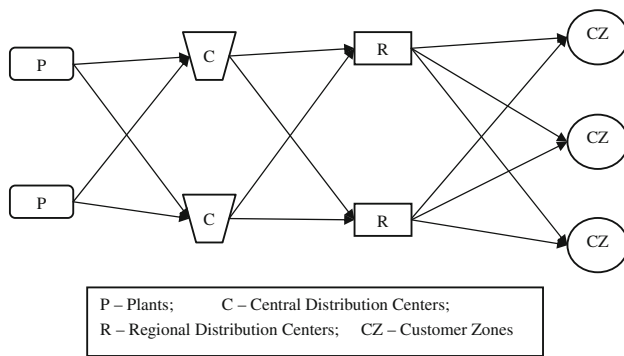 P
C
R
CZ
CZ
P
C
R
CZ
P – Plants; C – Central Distribution Centers;
R – Regional Distribution Centers; CZ – Customer Zones